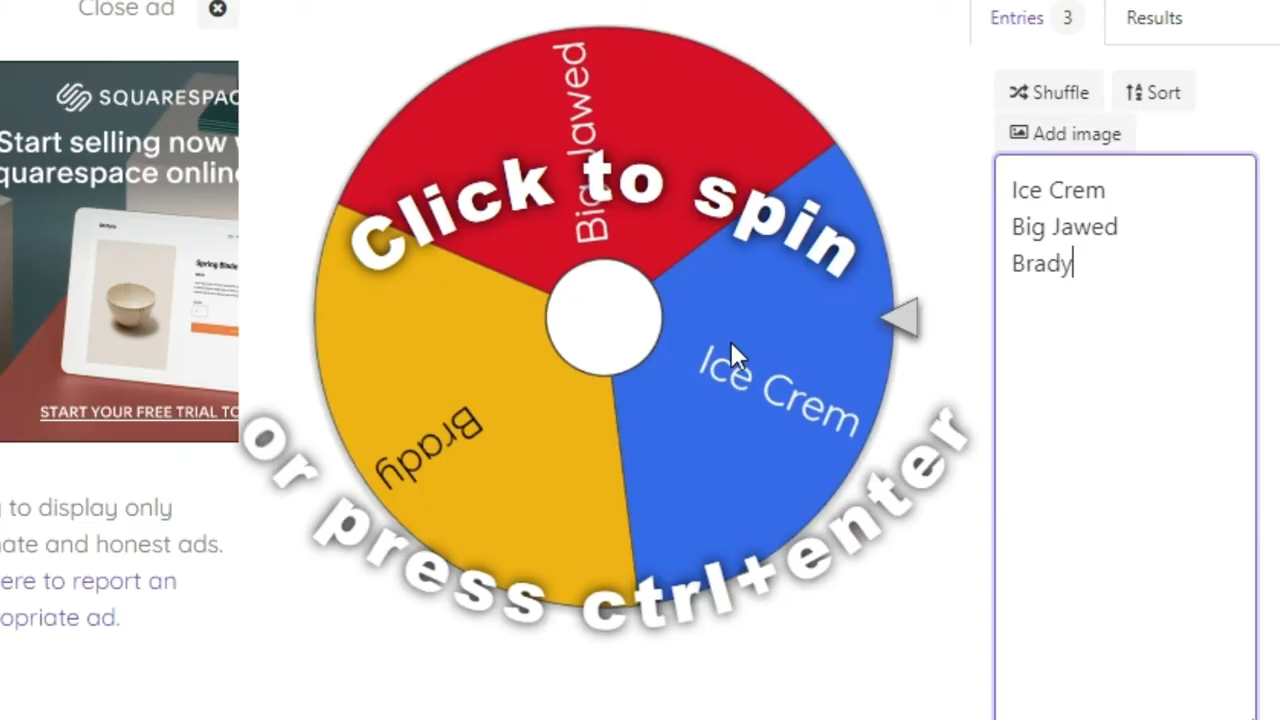 Close ad
SQUARESPAC
Start selling now
quarespace onlin
Spring Blade
START YOUR FREE TRIAL TO
to display only
ate and honest ads.
ere to report an
opriate ad.
Big Jawed
Click to spin
Ice Crem
Brady
or press ctrl+enter
Entries 3
Results
Shuffle
Sort
Add image
Ice Crem
Big Jawed
Brady